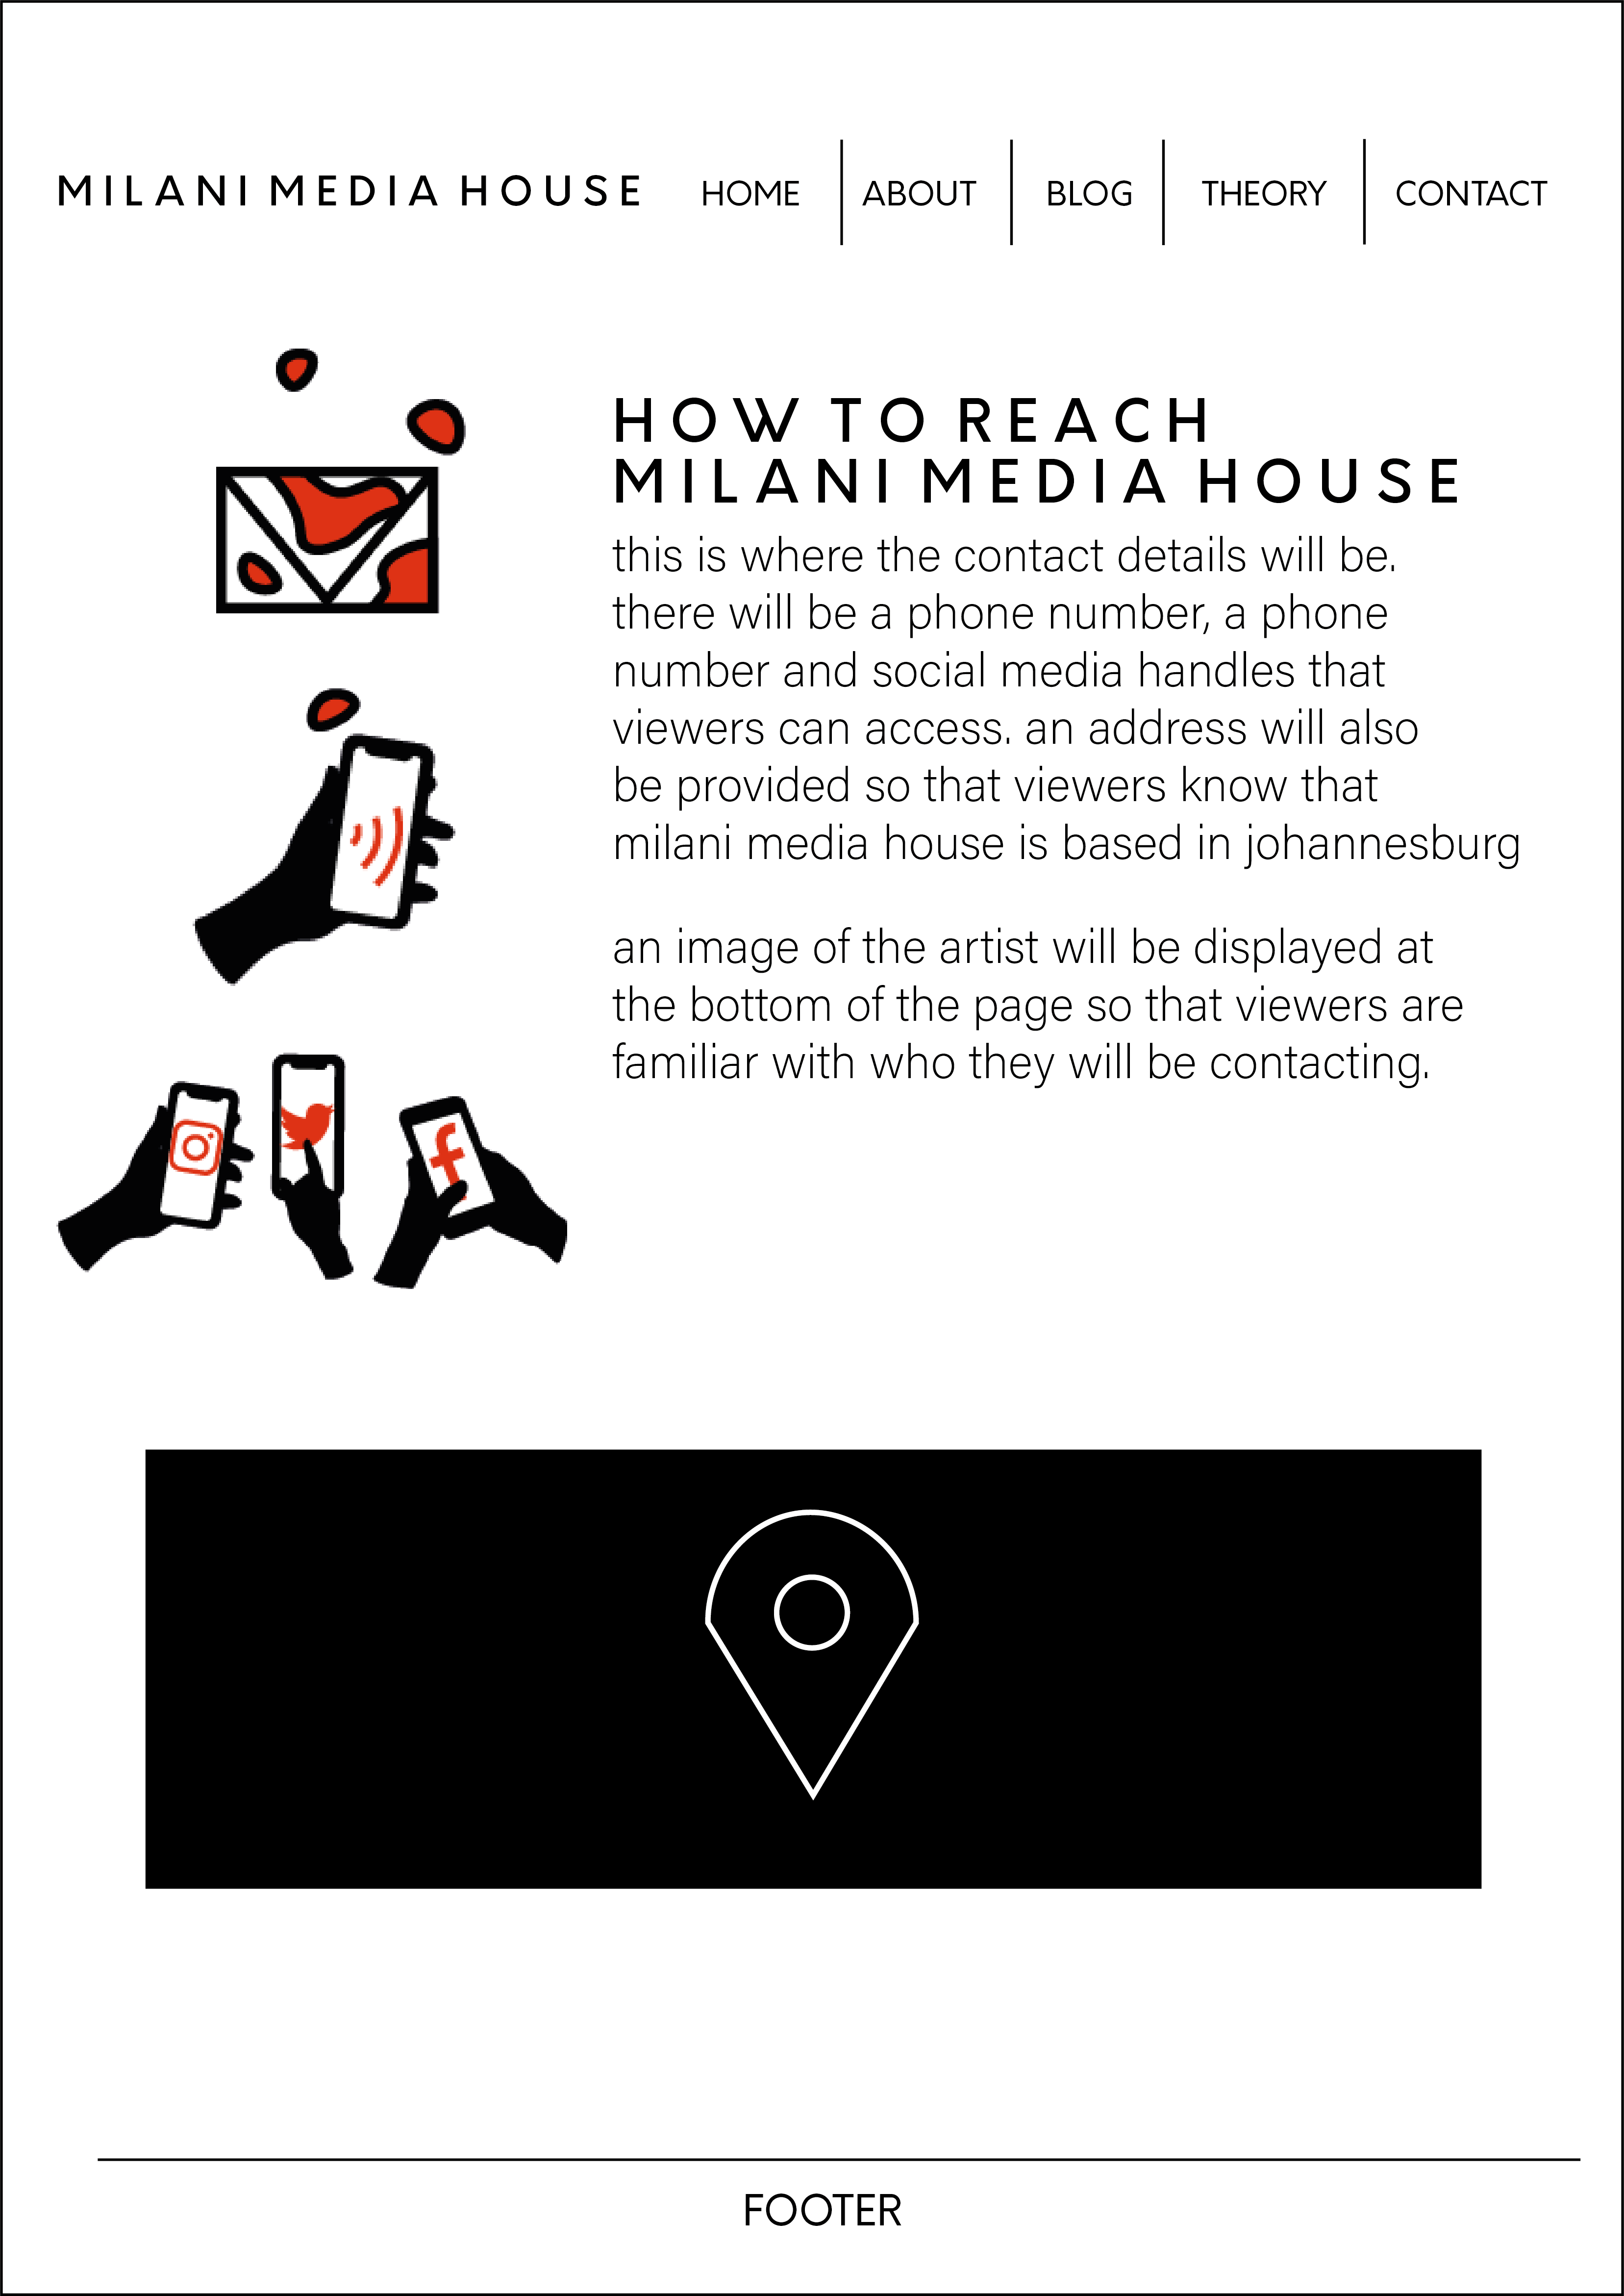 MILANI MEDIA HOUSE HOME ABOUT BLOG THEORY CONTACT
HOW TO REACH
MILANI MEDIA HOUSE
this is where the contact details will be.
there will be a phone number, a phone
number and social media handles that
viewers can access. an address will also
be provided so that viewers know that
milani media house is based in johannesburg
an image of the artist will be displayed at
the bottom of the page so that viewers are
familiar with who they will be contacting.
FOOTER